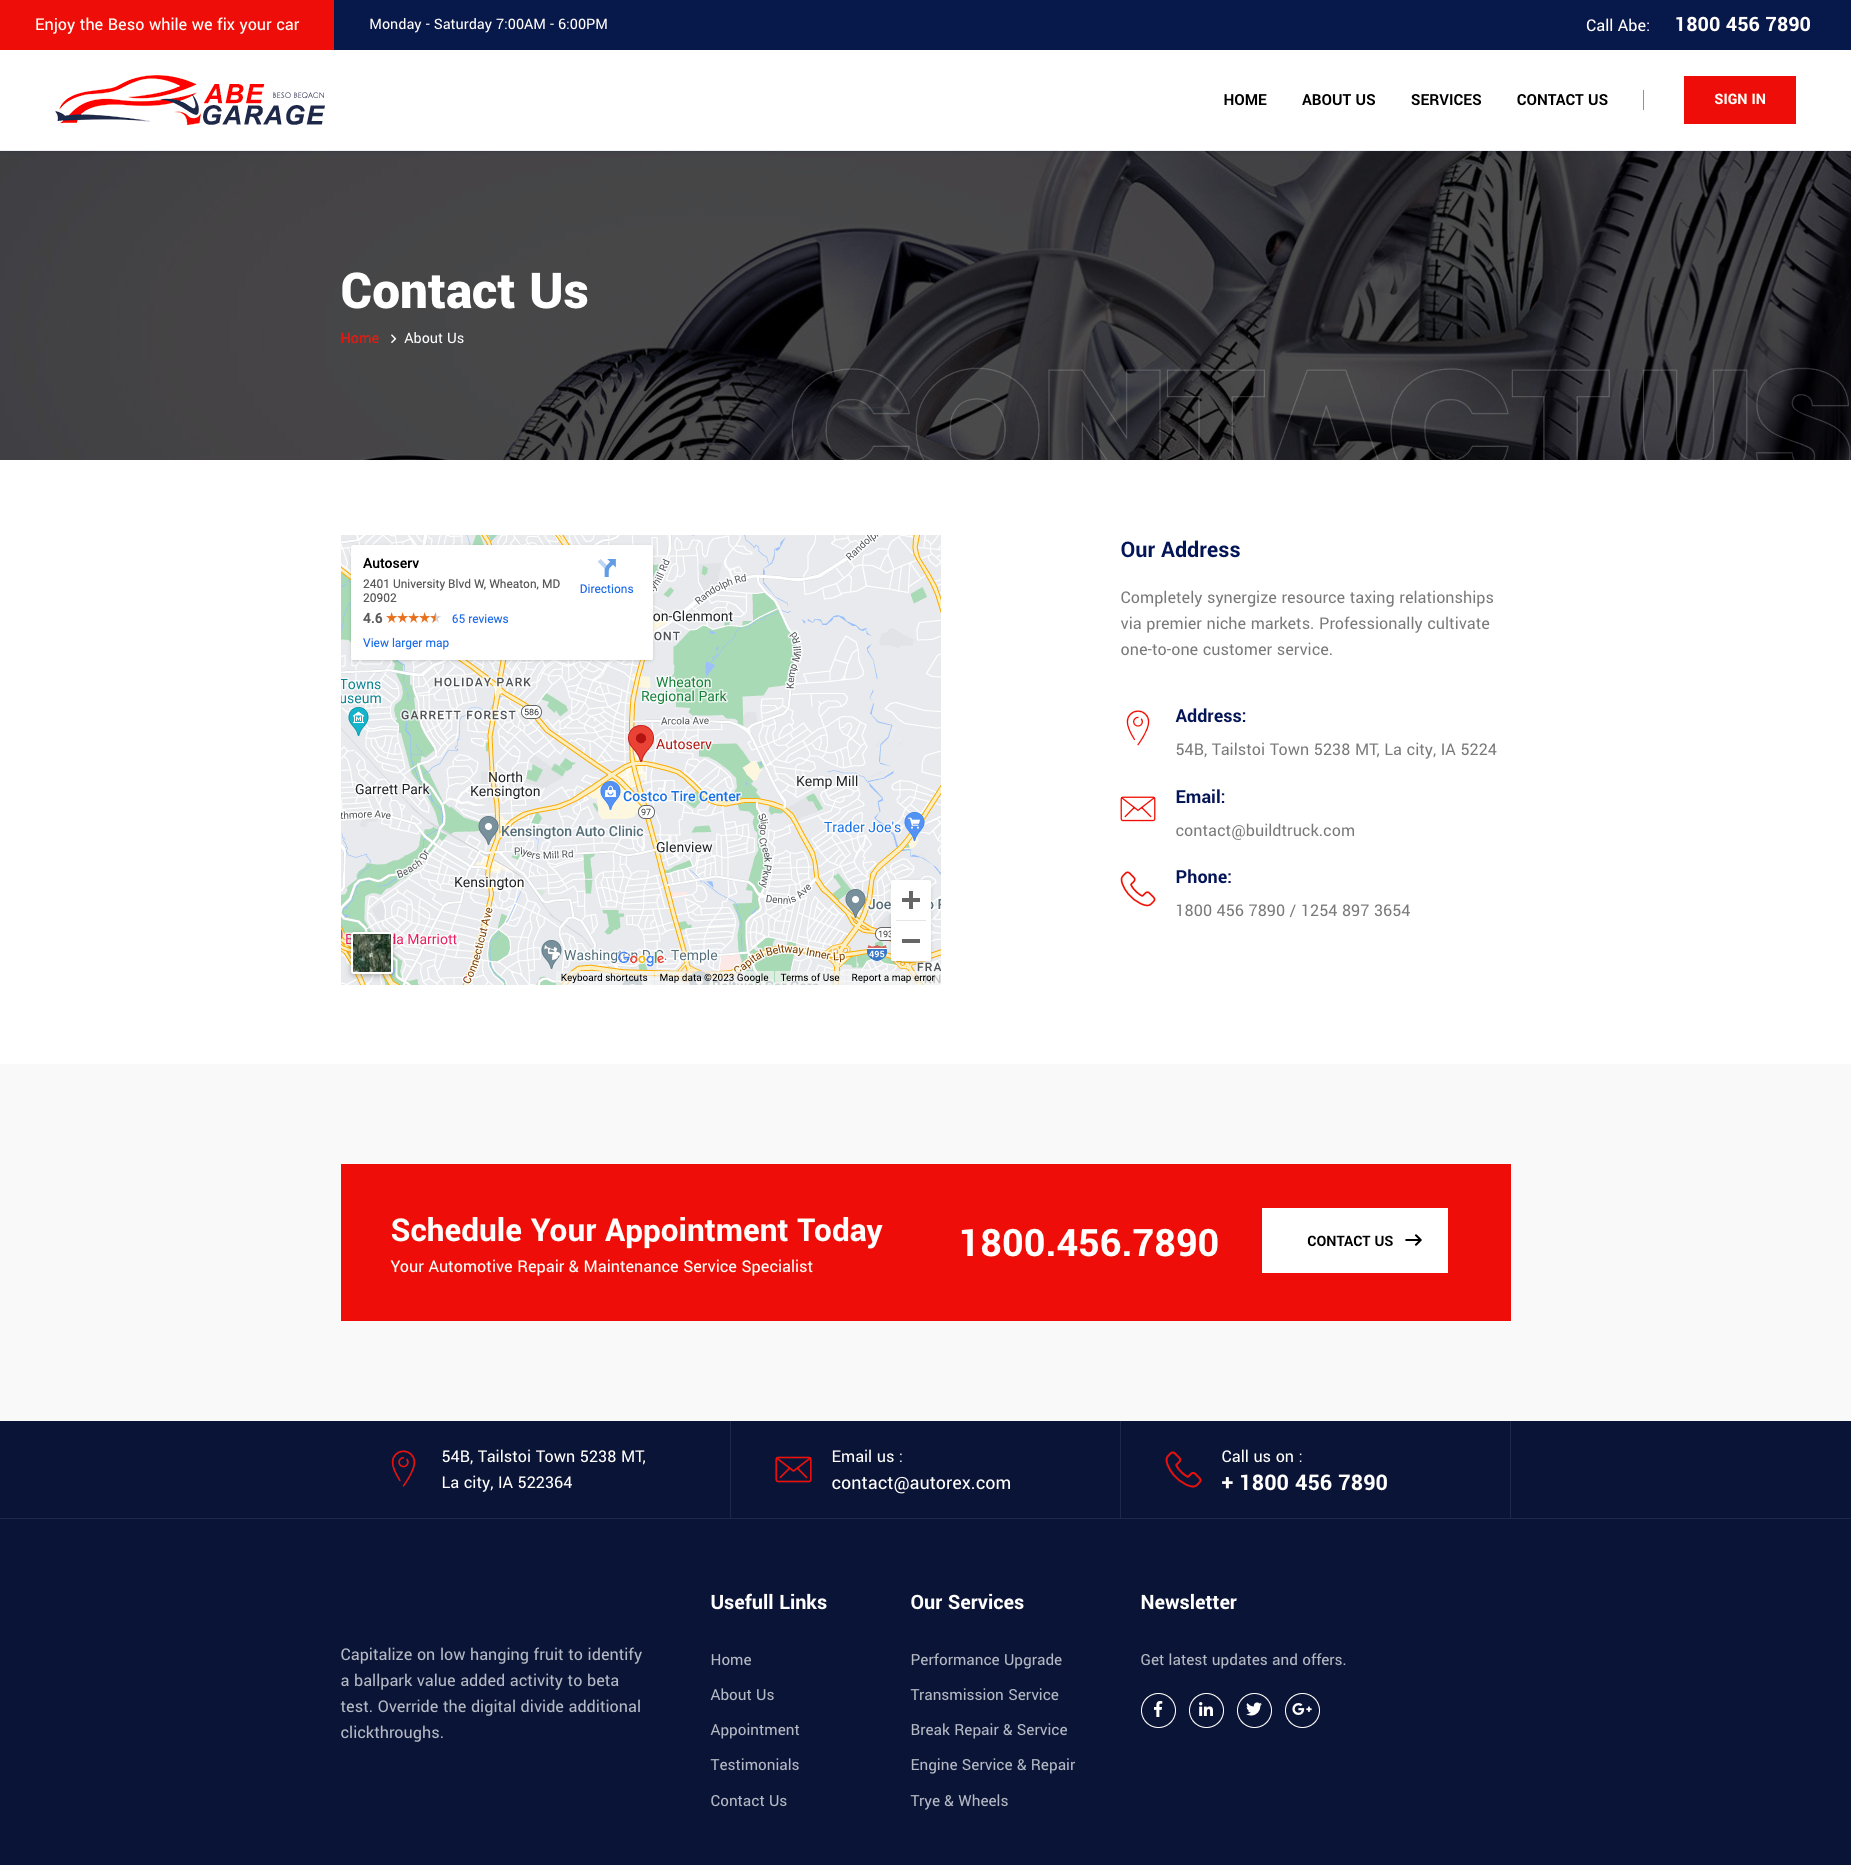 Enjoy the Beso while we fix your car
Monday - Saturday 7:00AM - 6:00PM
Call Abe: 1800 456 7890
ABE BESO BEQACN
GARAGE
HOME ABOUT US SERVICES CONTACT US SIGN IN
Contact Us
Home > About Us
CONTACT US
Autoserv
2401 University Blvd W, Wheaton, MD
20902
Directions
4.6 65 reviews
View larger map
Randolph Rd
on-Glenmont
ONT
Kemp Mill Rd
Towns
useum
HOLIDAY PARK
Wheaton
Regional Park
GARRETT FOREST 586
Arcola Ave
Autoserv
North
Kensington
Garrett Park
Kemp Mill
Costco Tire Center
97
thmore Ave
Kensington Auto Clinic
Trader Joe's
Plyers Mill Rd
Glenview
Sligo Creek Pkwy
Beach Dr
Kensington
Dennis Ave
Connecticut Ave
193
Washington D.C. Temple
Capital Beltway Inner Lp
495
Google
FRA
Keyboard shortcuts Map data ©2023 Google Terms of Use Report a map error
Our Address
Completely synergize resource taxing relationships
via premier niche markets. Professionally cultivate
one-to-one customer service.
Address:
54B, Tailstoi Town 5238 MT, La city, IA 5224
Email:
contact@buildtruck.com
Phone:
1800 456 7890 / 1254 897 3654
Schedule Your Appointment Today
Your Automotive Repair & Maintenance Service Specialist
1800.456.7890
CONTACT US →
54B, Tailstoi Town 5238 MT,
La city, IA 522364
Email us :
contact@autorex.com
Call us on :
+ 1800 456 7890
Capitalize on low hanging fruit to identify
a ballpark value added activity to beta
test. Override the digital divide additional
clickthroughs.
Usefull Links
Home
About Us
Appointment
Testimonials
Contact Us
Our Services
Performance Upgrade
Transmission Service
Break Repair & Service
Engine Service & Repair
Trye & Wheels
Newsletter
Get latest updates and offers.